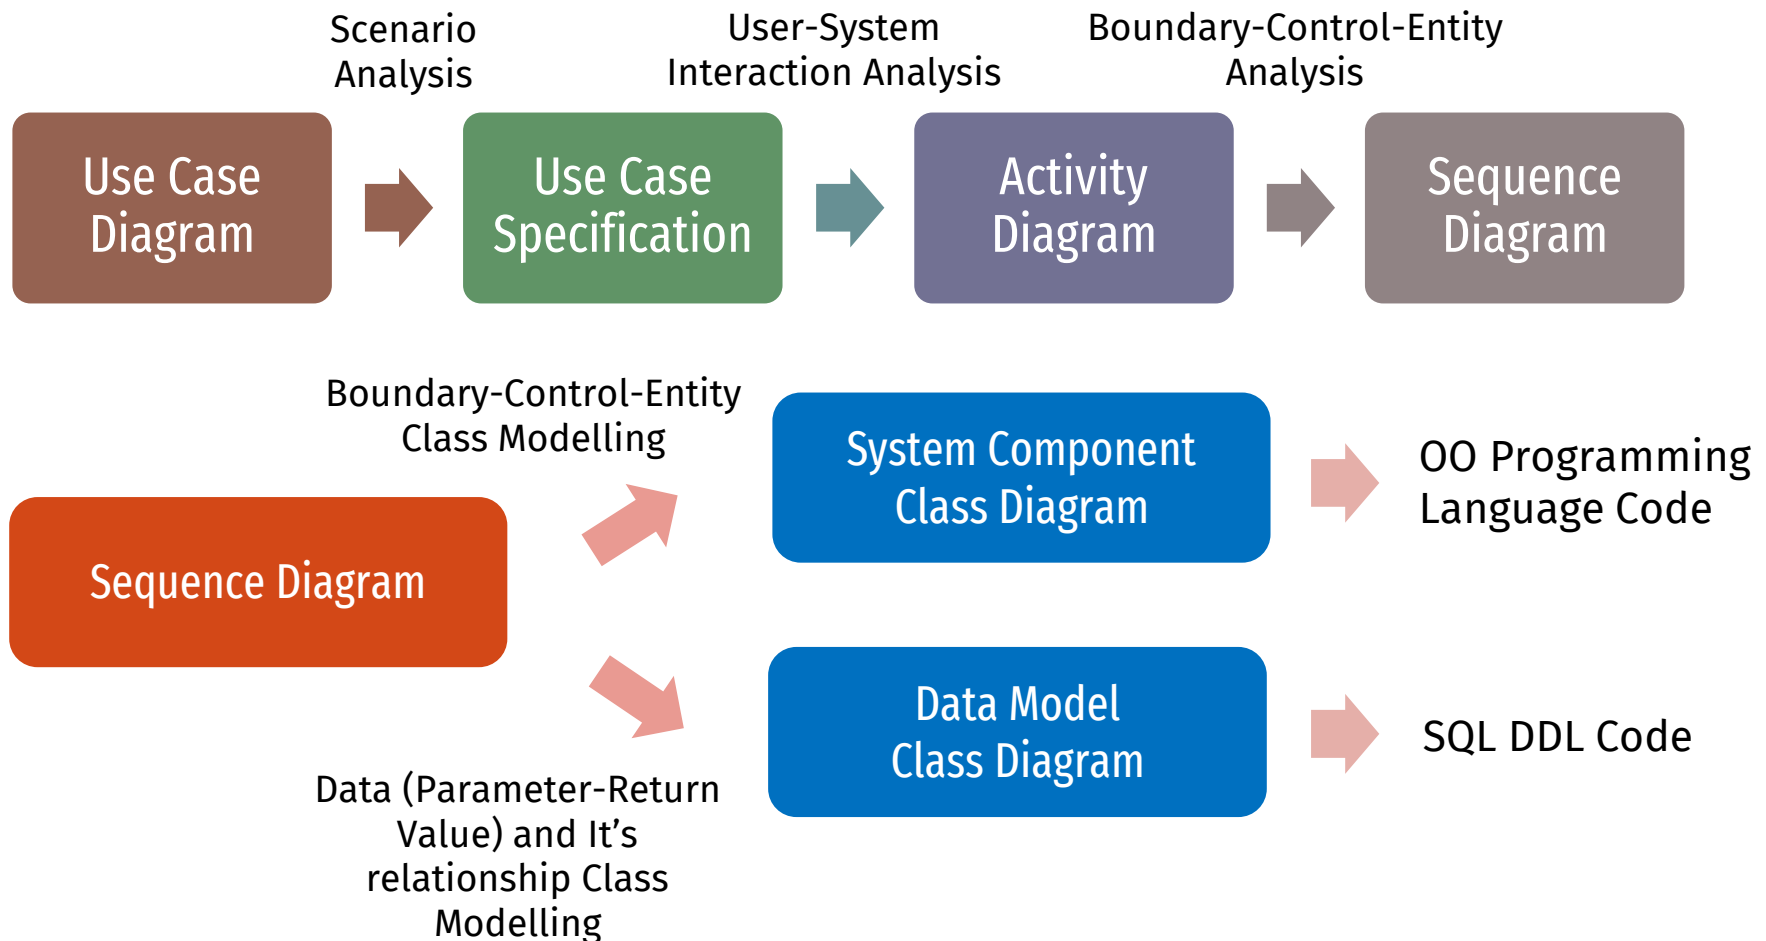 Scenario
Analysis
User-System
Interaction Analysis
Boundary-Control-Entity
Analysis
Use Case
Diagram
Use Case
Specification
Activity
Diagram
Sequence
Diagram
Boundary-Control-Entity
Class Modelling
System Component
Class Diagram
OO Programming
Language Code
Sequence Diagram
Data Model
Class Diagram
SQL DDL Code
Data (Parameter-Return
Value) and It’s
relationship Class
Modelling